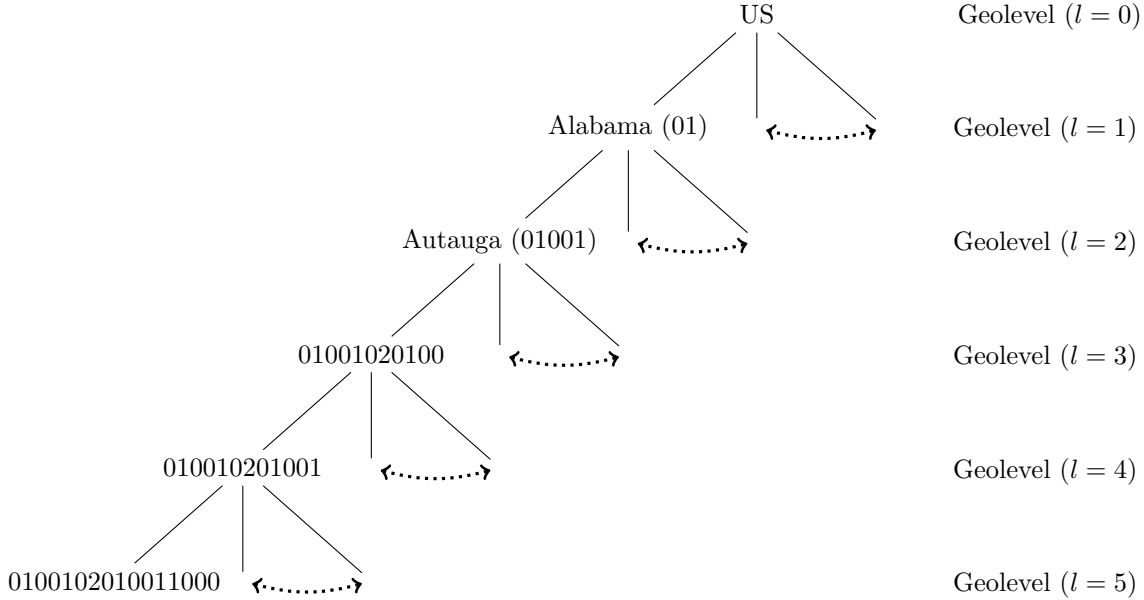 US Geolevel (l = 0)
Alabama (01) Geolevel (l = 1)
Autauga (01001) Geolevel (l = 2)
01001020100 Geolevel (l = 3)
010010201001 Geolevel (l = 4)
0100102010011000 Geolevel (l = 5)